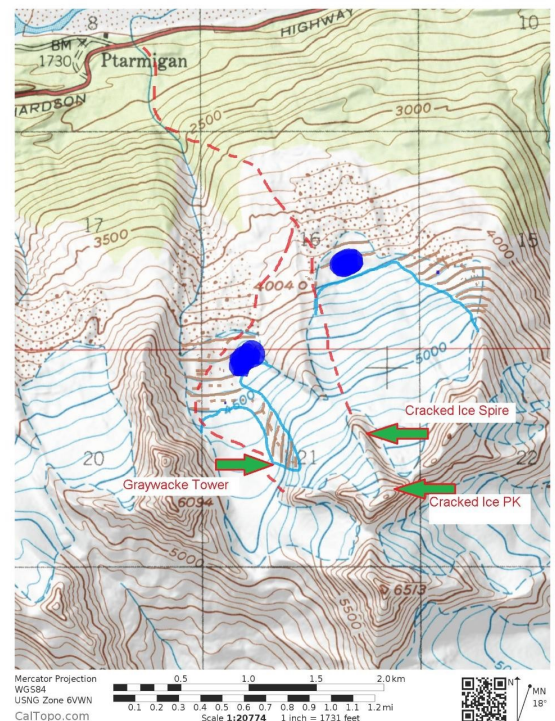 8
10
HIGHWAY
BM
1730
Ptarmigan
ARDSON
2500
3000
17
16
15
3500
4000
4004
5000
Cracked Ice Spire
4500
20
21
22
Graywacke Tower
Cracked Ice PK
6094
5000
6513
5500
Mercator Projection
WGS84
USNG Zone 6VWN
CalTopo.com
0.5 1.0 1.5 2.0 km
0.1 0.2 0.3 0.4 0.5 0.6 0.7 0.8 0.9 1.0 1.1 1.2 mi
Scale 1:20774 1 inch = 1731 feet
N
MN
18°